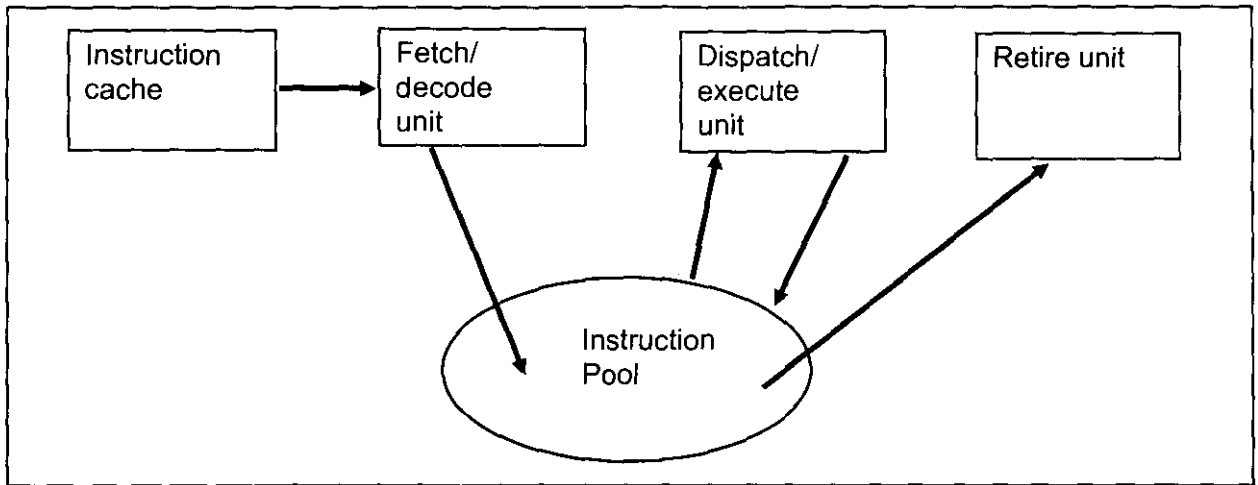 Instruction
cache
Fetch/
decode
unit
Dispatch/
execute
unit
Retire unit
Instruction
Pool